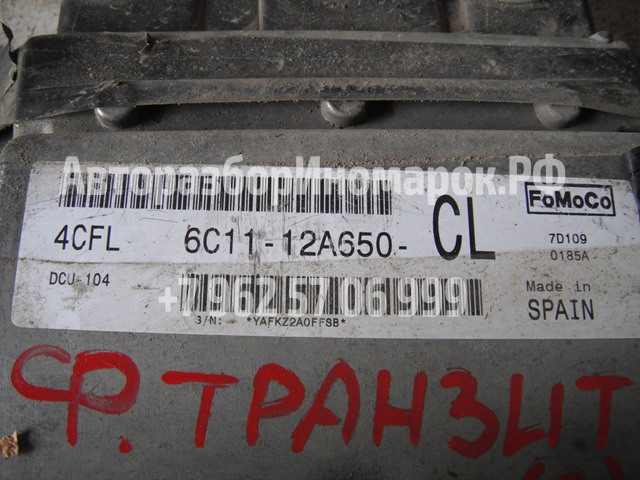 АвторазборИномарок.РФ
FoMoCo
4CFL 6C11-12A650- CL
7D109
0185A
DCU-104
+79625706999
Made in
SPAIN
S/N: *YAFKZ2A0FFSB*
Ф.ТРАНЗИТ